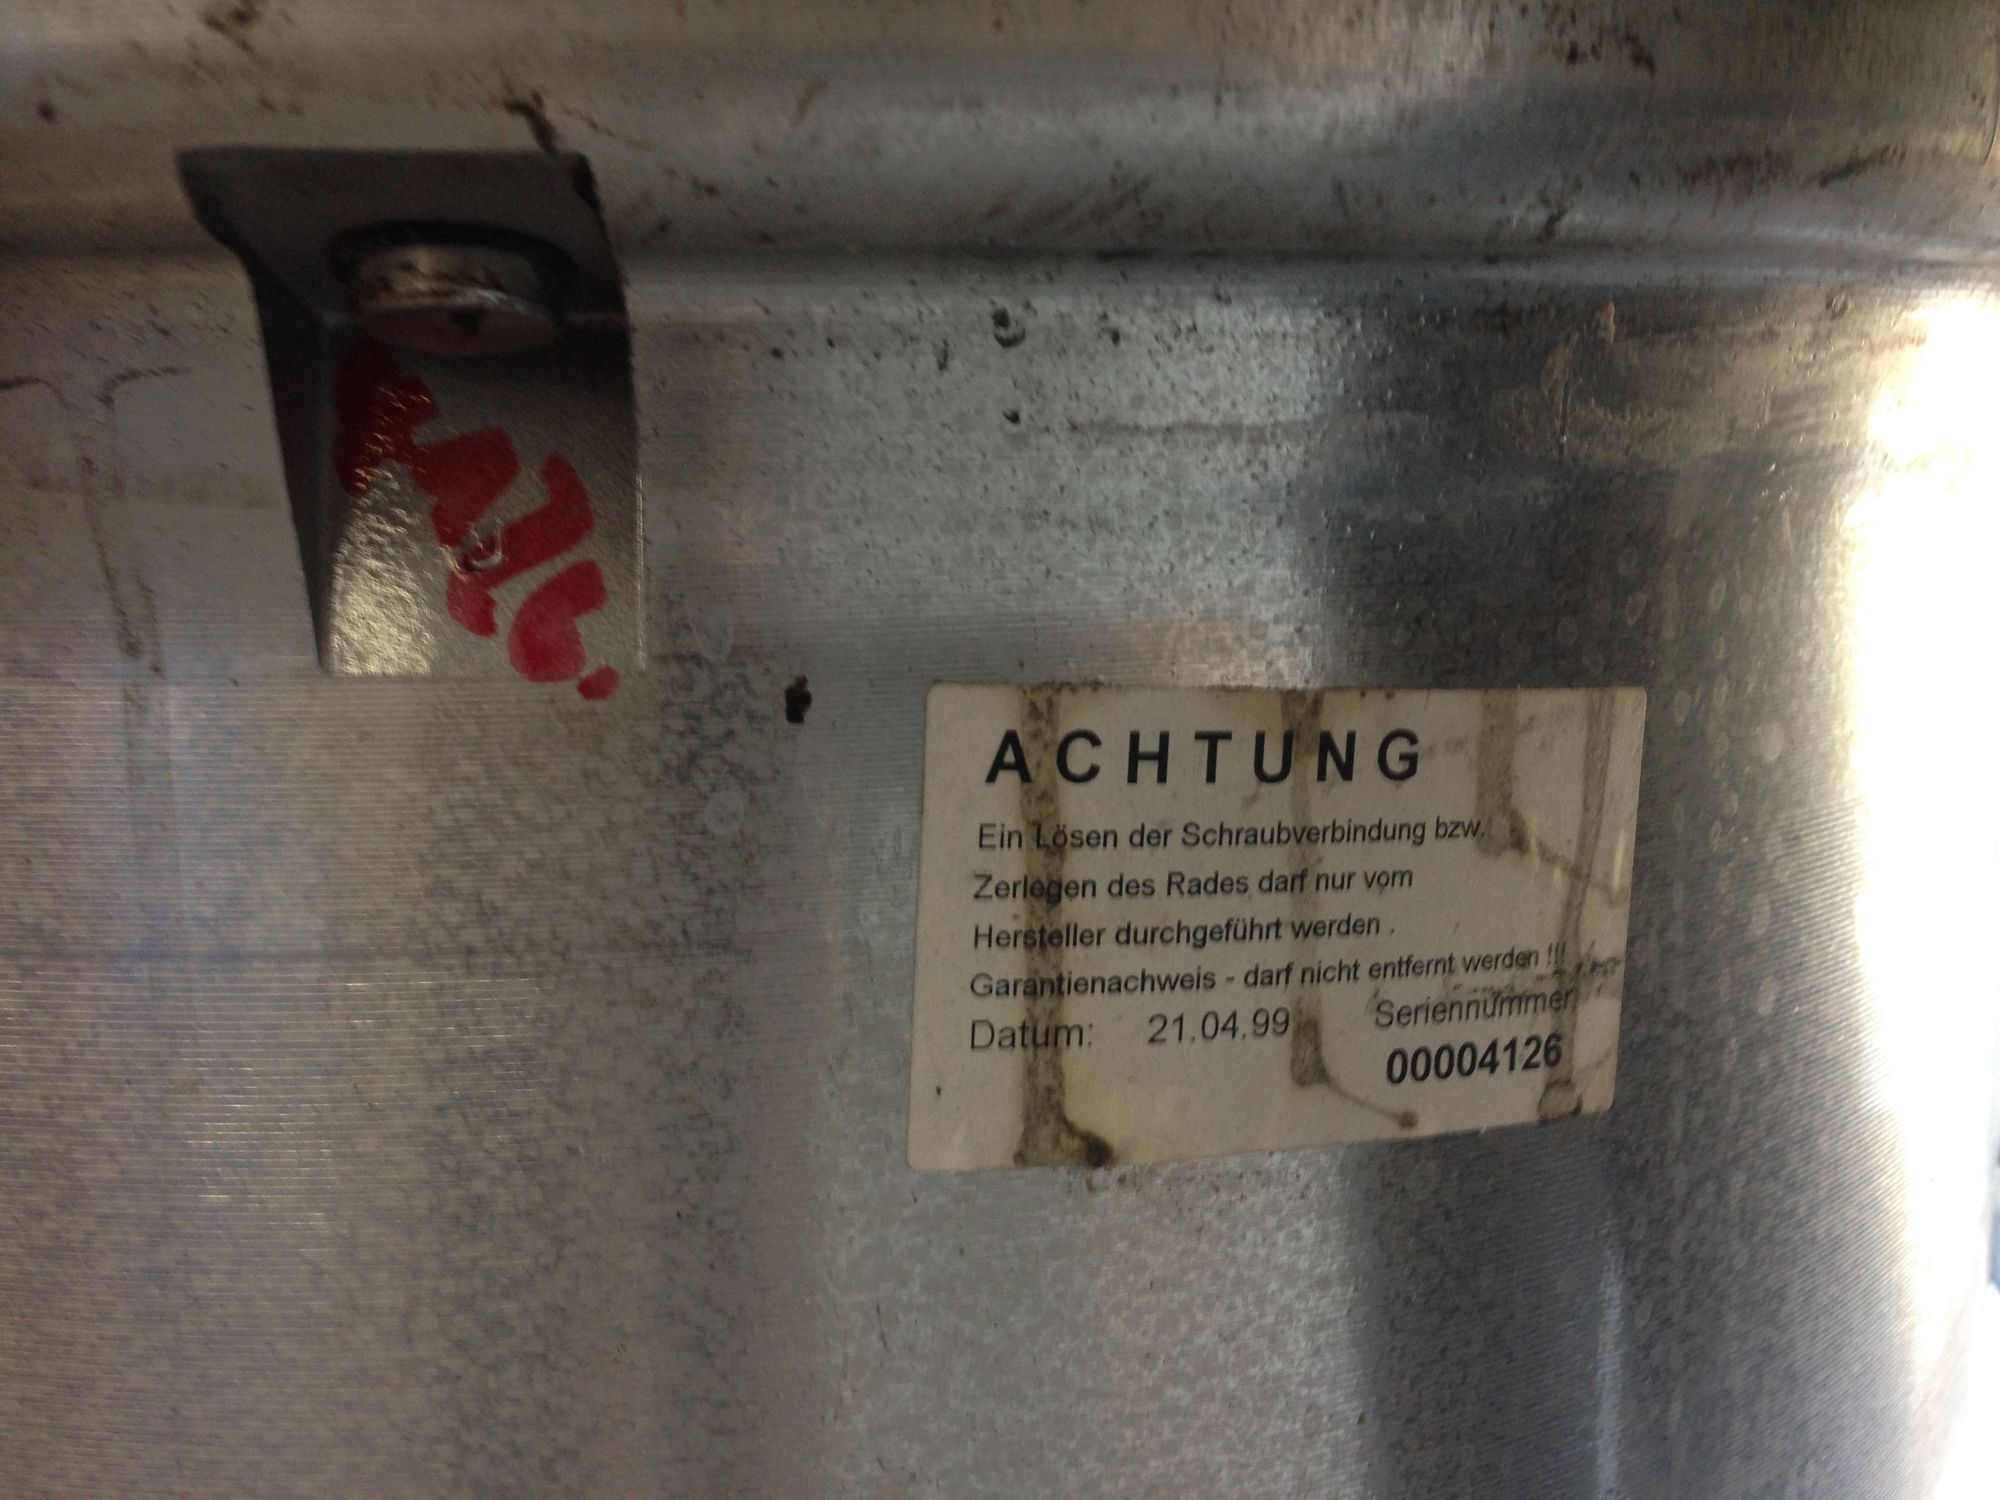 ACHTUNG
Ein Lösen der Schraubverbindung bzw.
Zerlegen des Rades darf nur vom
Hersteller durchgeführt werden .
Garantienachweis - darf nicht entfernt werden !!!
Datum: 21.04.99 Seriennummer
00004126